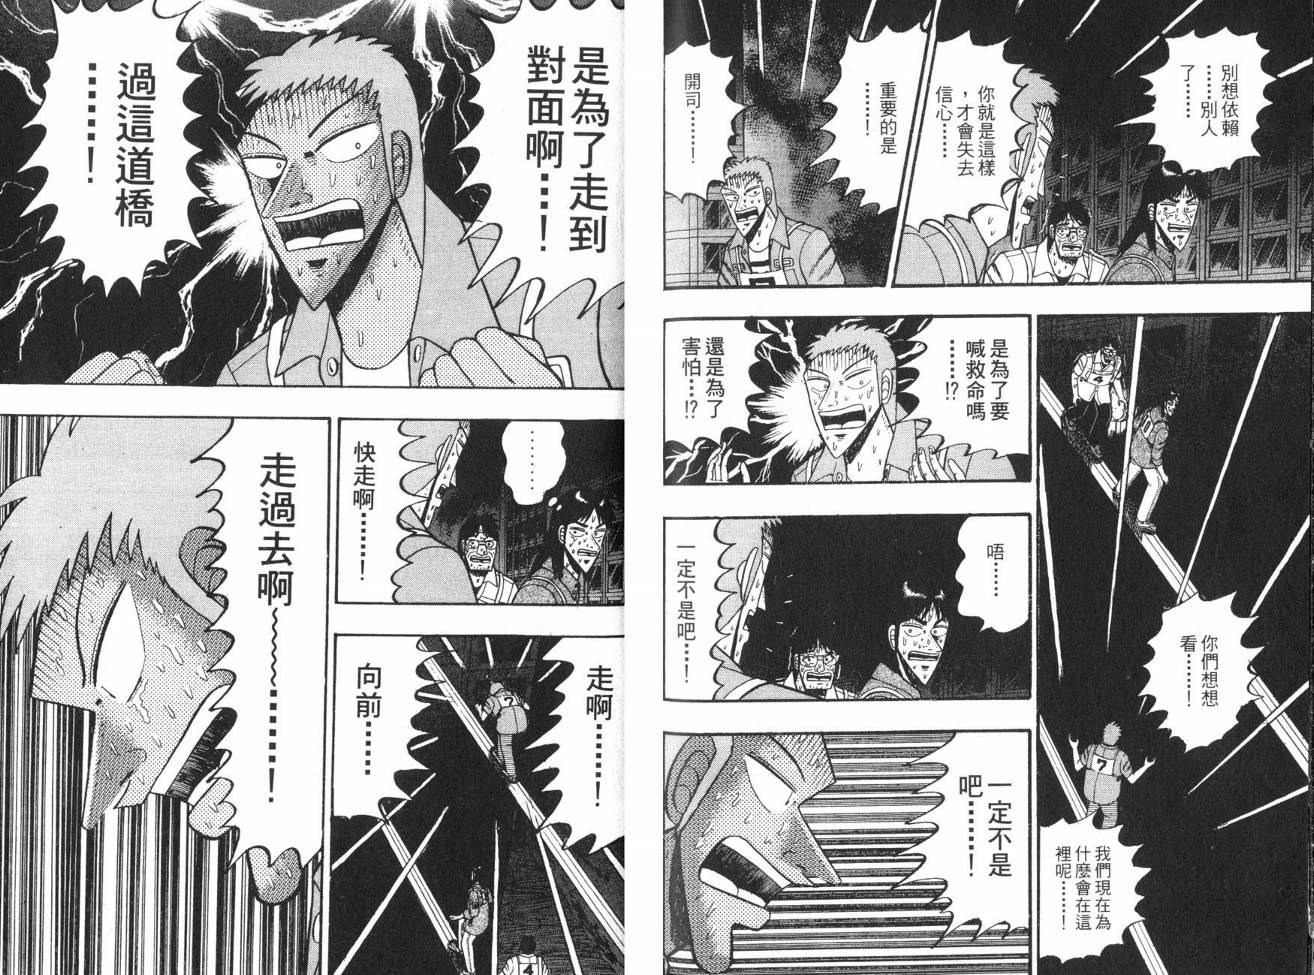 別想依賴
……別人
了……
你就是這樣
，才會失去
信心……
重要的是
………！
開司………！
你們想想
看……！
7
我們現在為
什麼會在這
裡呢……！
4
是為了要
喊救命嗎
……!?
還是為了
害怕…!?
唔……
一定不是吧…！
一定不是
吧………！
是為了走到
對面啊……！
過這道橋
………！
………
快走啊………！
走啊………！
向前……
7
4
走過去啊～～～………！